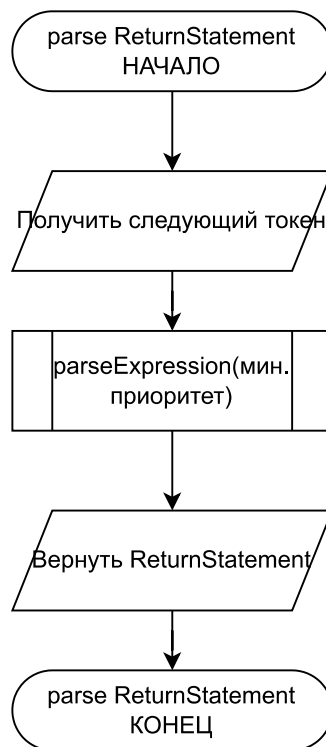 parse ReturnStatement
НАЧАЛО
Получить следующий токен
parseExpression(мин.
приоритет)
Вернуть ReturnStatement
parse ReturnStatement
КОНЕЦ